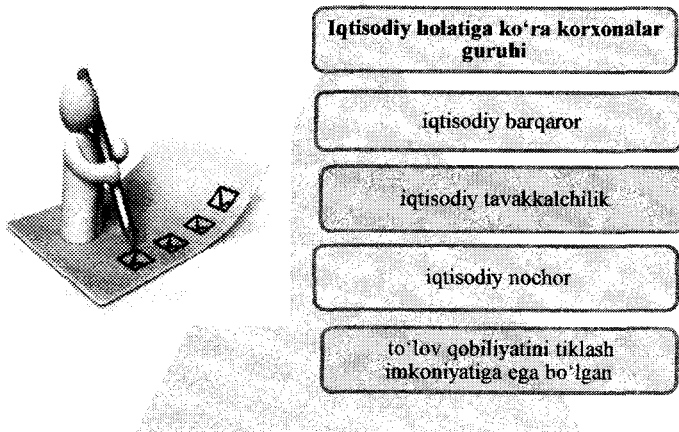 Iqtisodiy holatiga ko‘ra korxonalar
guruhi
iqtisodiy barqaror
iqtisodiy tavakkalchilik
iqtisodiy nochor
to‘lov qobiliyatini tiklash
imkoniyatiga ega bo‘lgan